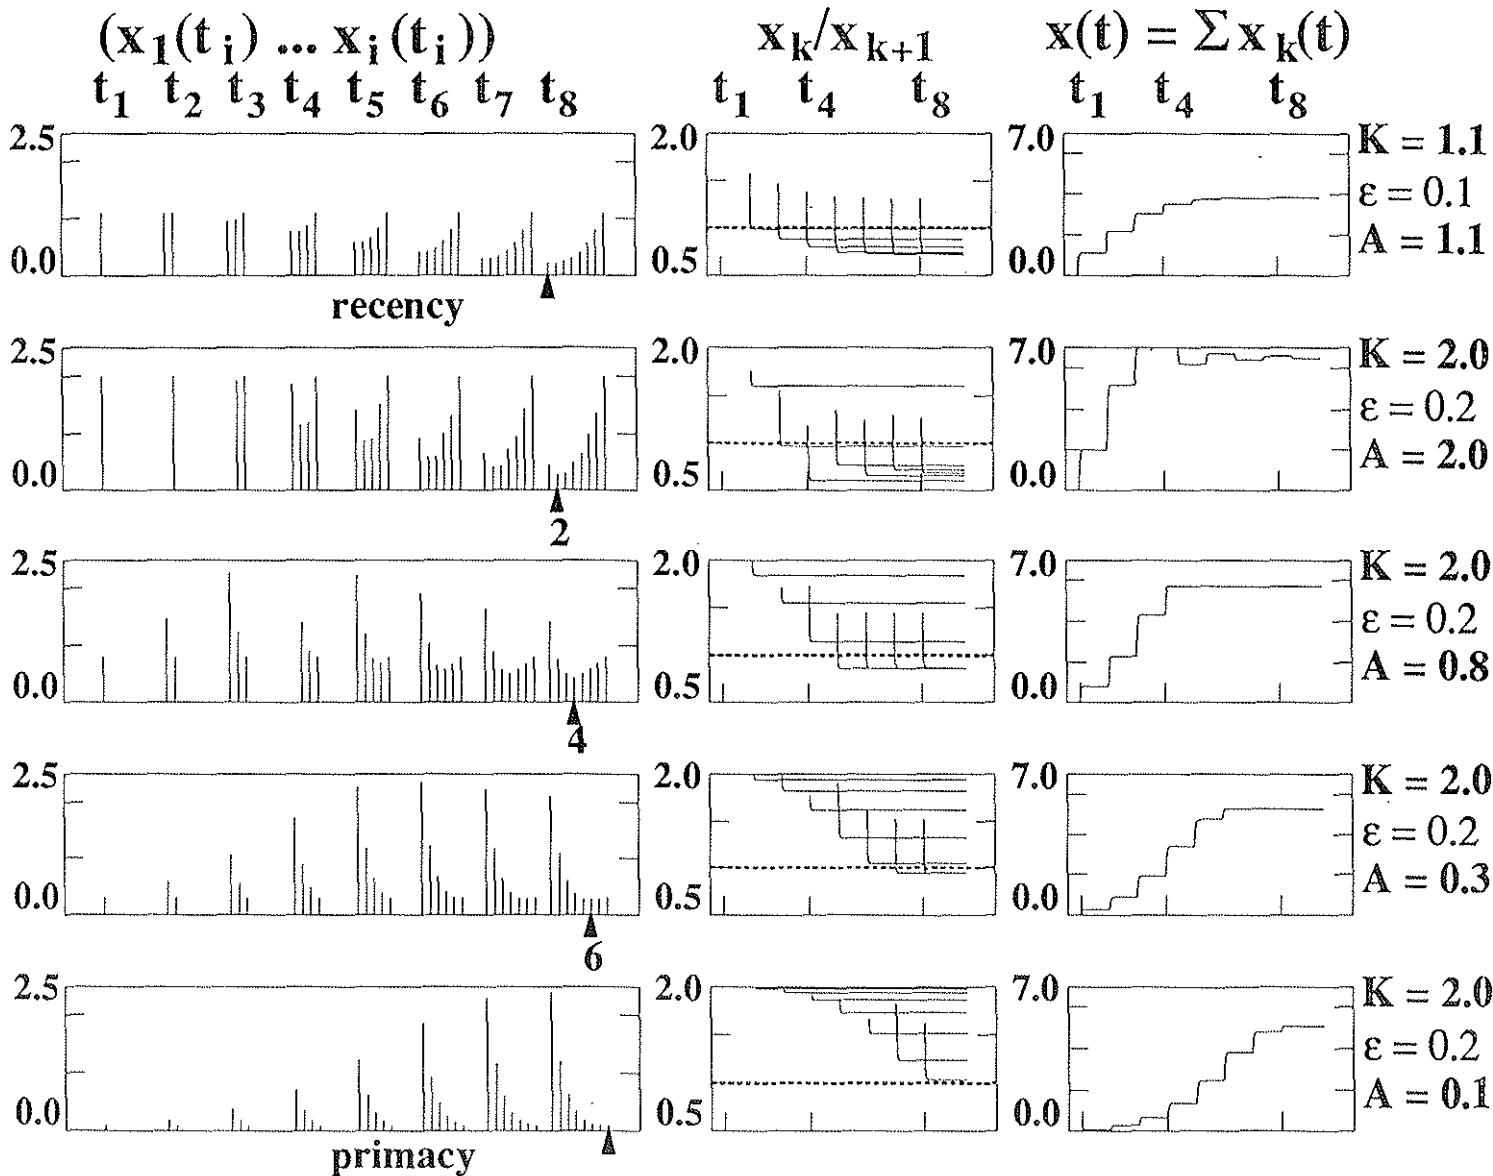 (x₁(tᵢ) ... xᵢ(tᵢ)) xₖ/xₖ₊₁ x(t) = Σ xₖ(t)
t₁ t₂ t₃ t₄ t₅ t₆ t₇ t₈ t₁ t₄ t₈ t₁ t₄ t₈
2.5 2.0 7.0 K = 1.1
ε = 0.1
0.0 0.5 0.0 A = 1.1
recency
2.5 2.0 7.0 K = 2.0
ε = 0.2
0.0 0.5 0.0 A = 2.0
2
2.5 2.0 7.0 K = 2.0
ε = 0.2
0.0 0.5 0.0 A = 0.8
4
2.5 2.0 7.0 K = 2.0
ε = 0.2
0.0 0.5 0.0 A = 0.3
6
2.5 2.0 7.0 K = 2.0
ε = 0.2
0.0 0.5 0.0 A = 0.1
primacy